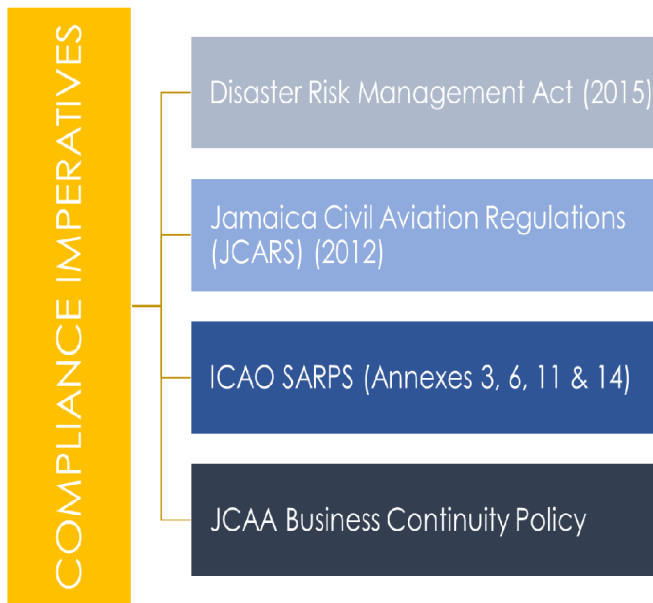 COMPLIANCE IMPERATIVES
Disaster Risk Management Act (2015)
Jamaica Civil Aviation Regulations
(JCARS) (2012)
ICAO SARPS (Annexes 3, 6, 11 & 14)
JCAA Business Continuity Policy